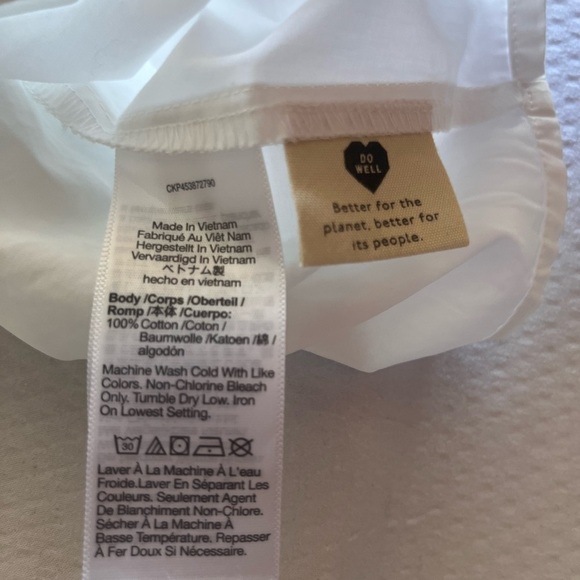 CKP453872790
Made In Vietnam
Fabriqué Au Viêt Nam
Hergestellt In Vietnam
Vervaardigd In Vietnam
ベトナム製
hecho en vietnam
Body /Corps /Oberteil /
Romp /本体 /Cuerpo:
100% Cotton /Coton /
Baumwolle /Katoen /綿 /
algodón
Machine Wash Cold With Like
Colors. Non-Chlorine Bleach
Only. Tumble Dry Low. Iron
On Lowest Setting.
30
Laver À La Machine À L'eau
Froide.Laver En Séparant Les
Couleurs. Seulement Agent
De Blanchiment Non-Chlore.
Sécher À La Machine À
Basse Température. Repasser
À Fer Doux Si Nécessaire.
DO
WELL
Better for the
planet, better for
its people.